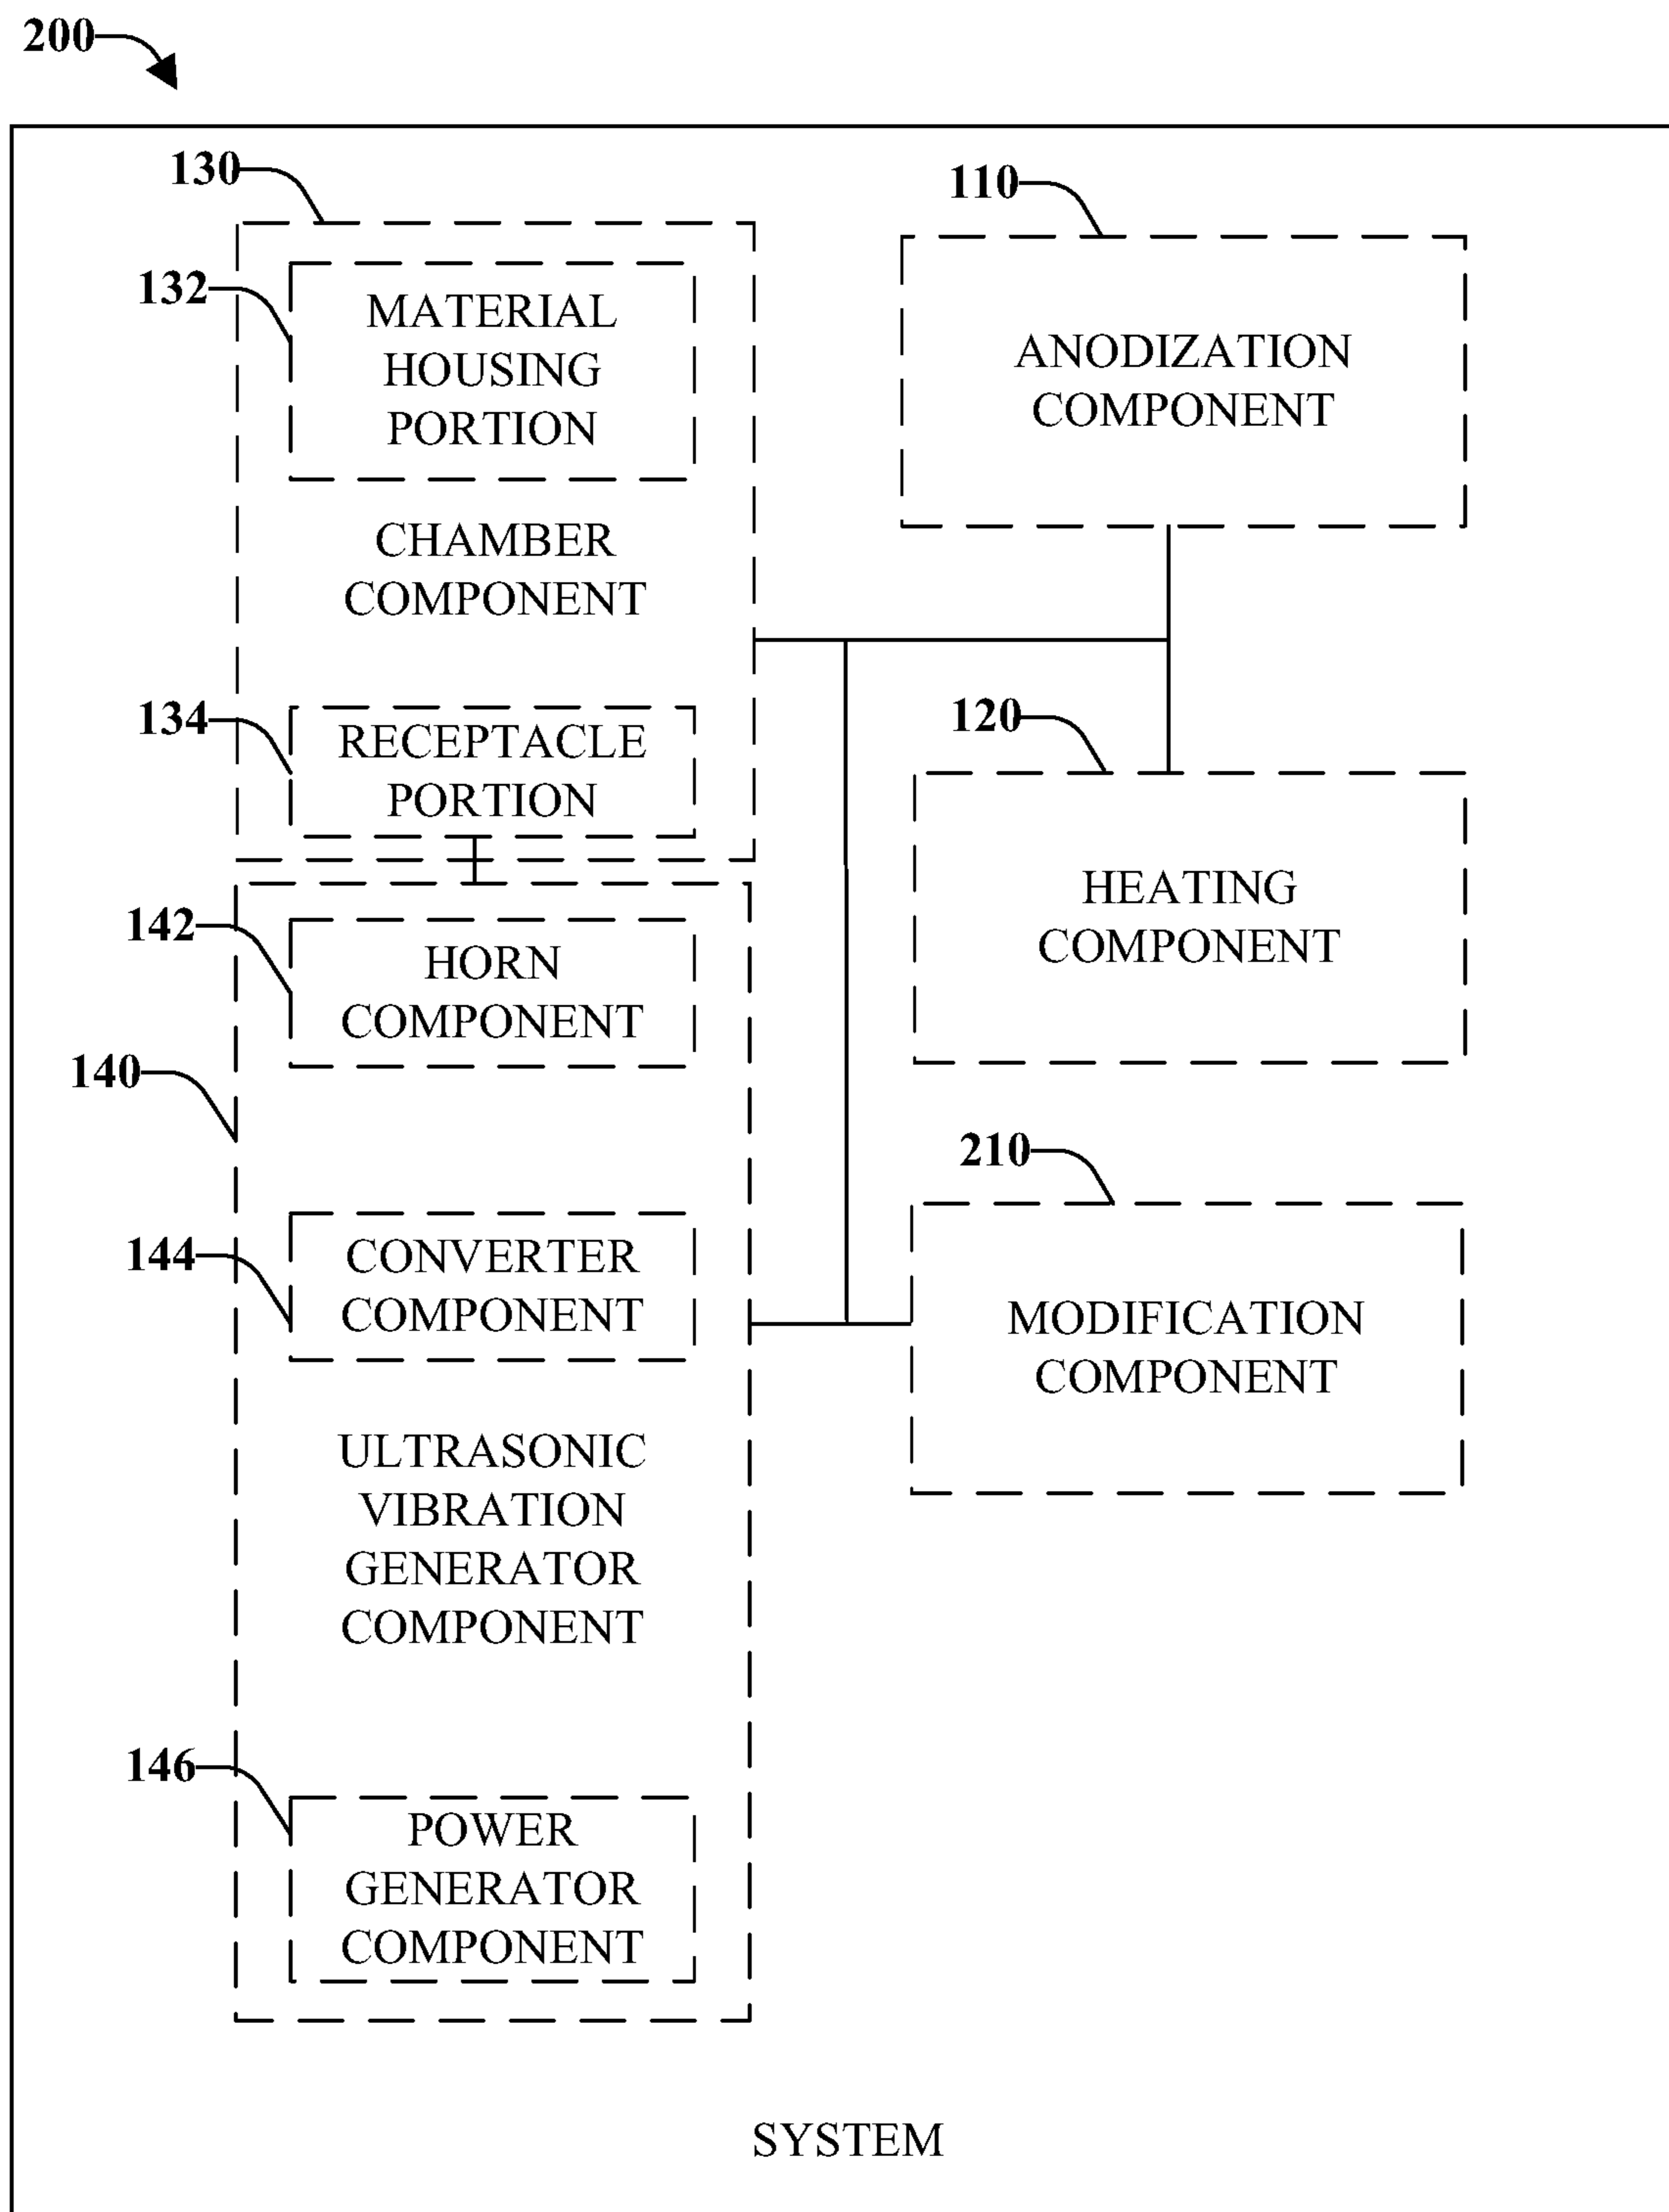 200
130
132
MATERIAL
HOUSING
PORTION
CHAMBER
COMPONENT
134
RECEPTACLE
PORTION
110
ANODIZATION
COMPONENT
120
HEATING
COMPONENT
142
HORN
COMPONENT
140
144
CONVERTER
COMPONENT
ULTRASONIC
VIBRATION
GENERATOR
COMPONENT
146
POWER
GENERATOR
COMPONENT
210
MODIFICATION
COMPONENT
SYSTEM